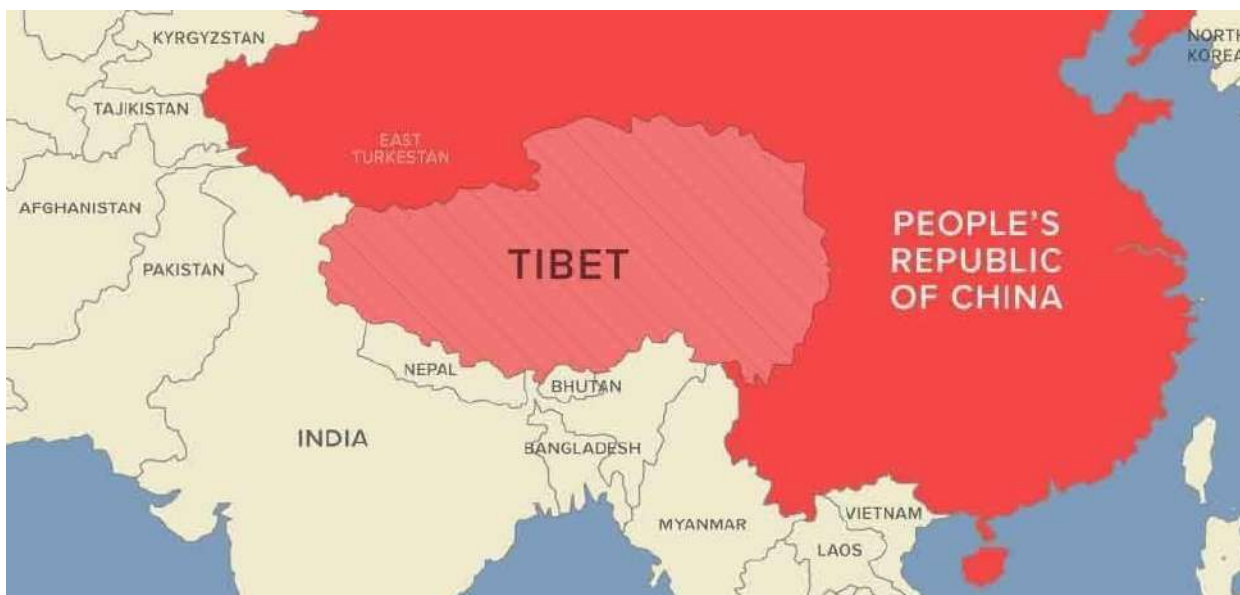 KYRGYZSTAN
NORTH
KOREA
TAJIKISTAN
EAST
TURKESTAN
AFGHANISTAN
PAKISTAN
TIBET
PEOPLE'S
REPUBLIC
OF CHINA
NEPAL
BHUTAN
INDIA
BANGLADESH
MYANMAR
VIETNAM
LAOS